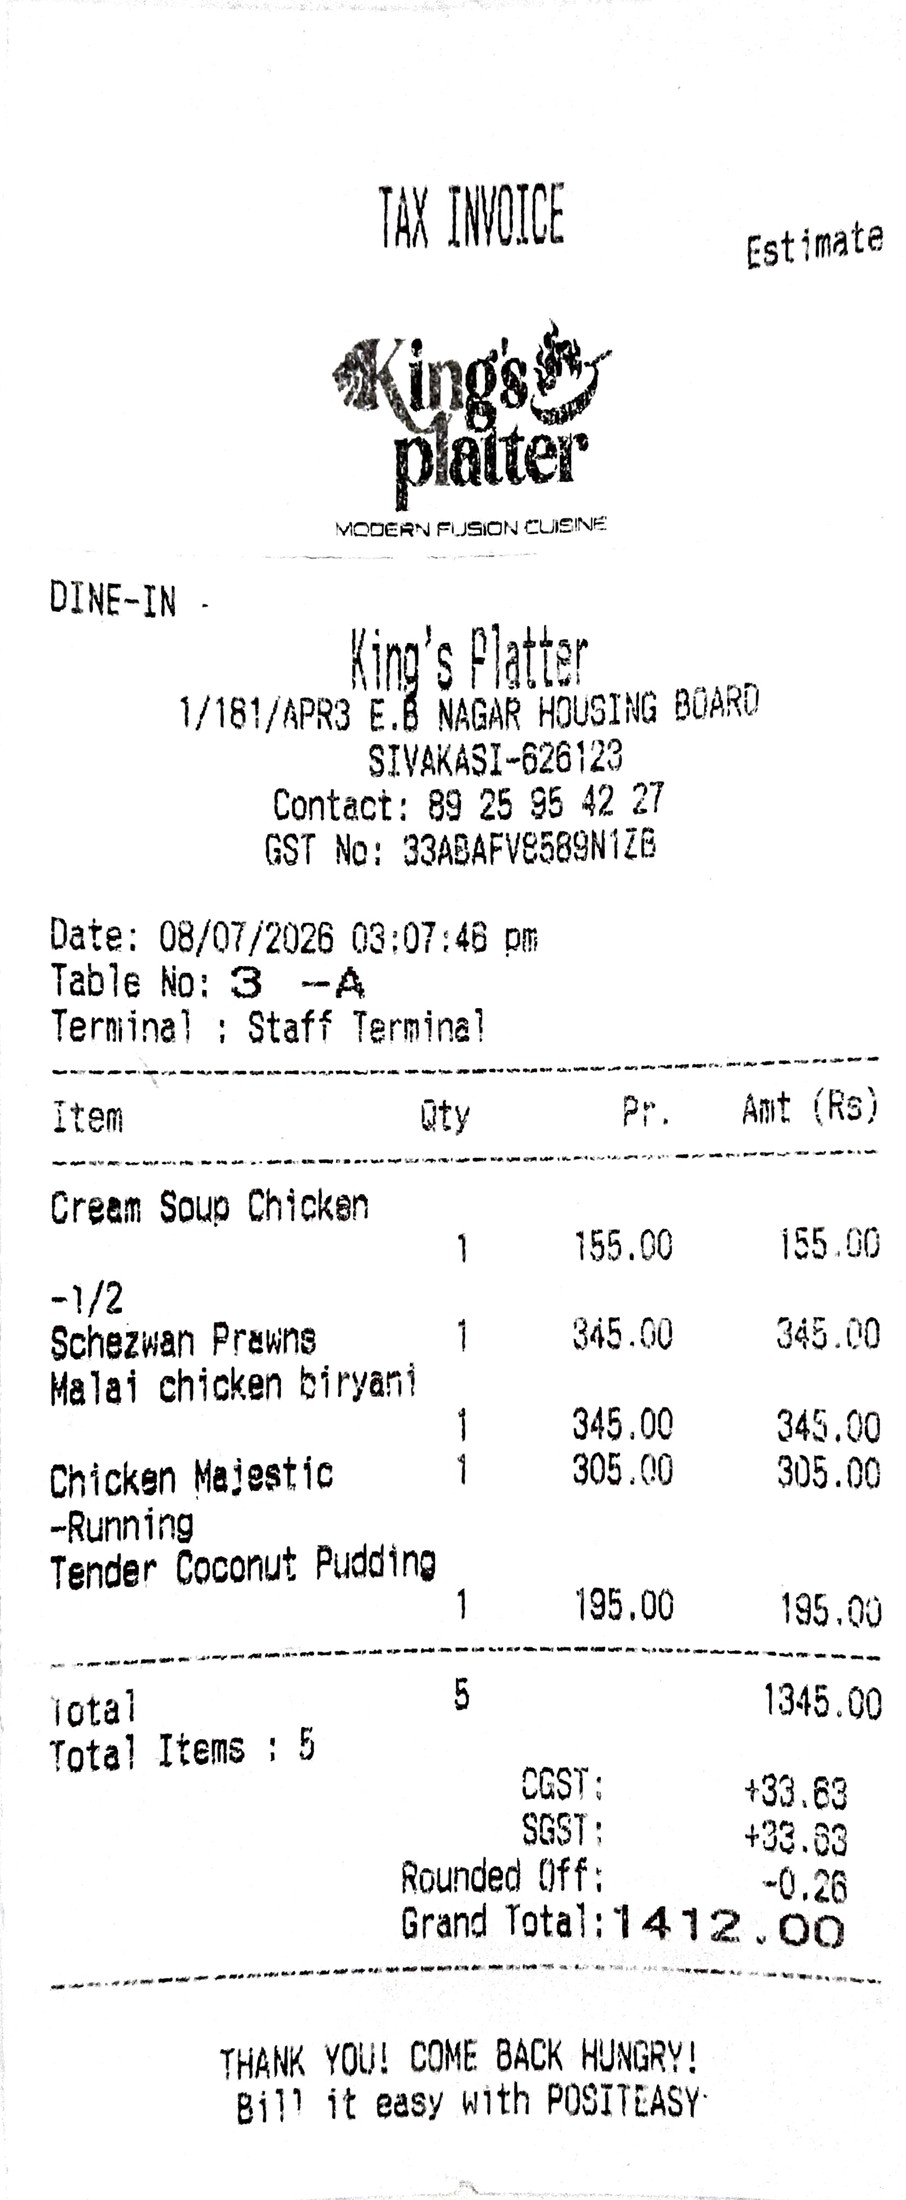 TAX INVOICE
Estimate
King's
platter
MODERN FUSION CUISINE
DINE-IN -
King's Platter
1/181/APR3 E.B NAGAR HOUSING BOARD
SIVAKASI-626123
Contact: 89 25 95 42 27
GST No: 33ABAFV8589N1ZB
Date: 08/07/2026 03:07:46 pm
Table No: 3 -A
Terminal : Staff Terminal
Item Qty Pr. Amt (Rs)
Cream Soup Chicken
1 155.00 155.00
-1/2
Schezwan Prawns 1 345.00 345.00
Malai chicken biryani
1 345.00 345.00
Chicken Majestic 1 305.00 305.00
-Running
Tender Coconut Pudding
1 195.00 195.00
Total 5 1345.00
Total Items : 5
CGST: +33.63
SGST: +33.63
Rounded Off: -0.26
Grand Total:1412.00
THANK YOU! COME BACK HUNGRY!
Bill it easy with POSITEASY